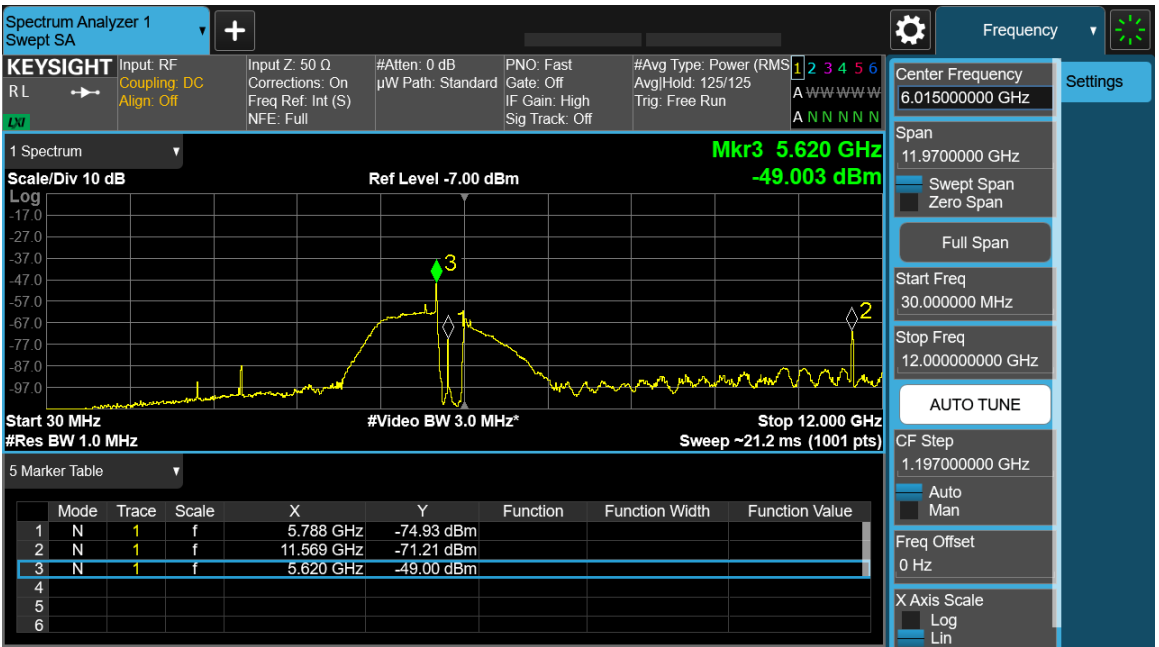 Spectrum Analyzer 1
Swept SA
+
Frequency
KEYSIGHT
RL
LXI
Input: RF
Coupling: DC
Align: Off
Input Z: 50 Ω
Corrections: On
Freq Ref: Int (S)
NFE: Full
#Atten: 0 dB
µW Path: Standard
PNO: Fast
Gate: Off
IF Gain: High
Sig Track: Off
#Avg Type: Power (RMS
Avg|Hold: 125/125
Trig: Free Run
1 2 3 4 5 6
A W W W W W
A N N N N N
1 Spectrum
Scale/Div 10 dB
Ref Level -7.00 dBm
Mkr3 5.620 GHz
-49.003 dBm
Log
-17.0
-27.0
-37.0
-47.0
-57.0
-67.0
-77.0
-87.0
-97.0
3
1
2
Start 30 MHz
#Video BW 3.0 MHz*
Stop 12.000 GHz
#Res BW 1.0 MHz
Sweep ~21.2 ms (1001 pts)
5 Marker Table
Mode Trace Scale X Y Function Function Width Function Value
1 N 1 f 5.788 GHz -74.93 dBm
2 N 1 f 11.569 GHz -71.21 dBm
3 N 1 f 5.620 GHz -49.00 dBm
4
5
6
Center Frequency
6.015000000 GHz
Span
11.9700000 GHz
Swept Span
Zero Span
Full Span
Start Freq
30.000000 MHz
Stop Freq
12.000000000 GHz
AUTO TUNE
CF Step
1.197000000 GHz
Auto
Man
Freq Offset
0 Hz
X Axis Scale
Log
Lin
Settings